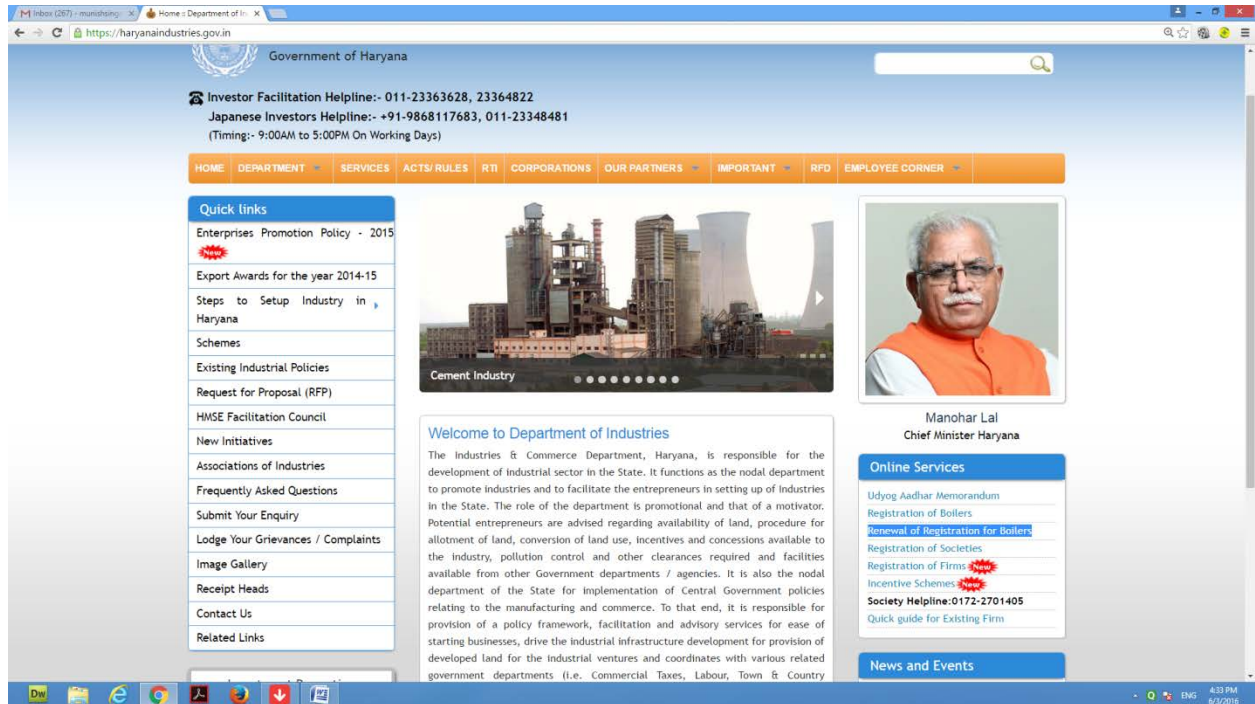 Inbox (267) - munishsing
Home :: Department of In
https://haryanaindustries.gov.in
Government of Haryana
Investor Facilitation Helpline:- 011-23363628, 23364822
Japanese Investors Helpline:- +91-9868117683, 011-23348481
(Timing:- 9:00AM to 5:00PM On Working Days)
HOME DEPARTMENT SERVICES ACTS/ RULES RTI CORPORATIONS OUR PARTNERS IMPORTANT RFD EMPLOYEE CORNER
Quick links
Enterprises Promotion Policy - 2015
New
Export Awards for the year 2014-15
Steps to Setup Industry in
Haryana
Schemes
Existing Industrial Policies
Request for Proposal (RFP)
HMSE Facilitation Council
New Initiatives
Associations of Industries
Frequently Asked Questions
Submit Your Enquiry
Lodge Your Grievances / Complaints
Image Gallery
Receipt Heads
Contact Us
Related Links
Cement Industry
Welcome to Department of Industries
The Industries & Commerce Department, Haryana, is responsible for the
development of industrial sector in the State. It functions as the nodal department
to promote industries and to facilitate the entrepreneurs in setting up of Industries
in the State. The role of the department is promotional and that of a motivator.
Potential entrepreneurs are advised regarding availability of land, procedure for
allotment of land, conversion of land use, incentives and concessions available to
the industry, pollution control and other clearances required and facilities
available from other Government departments / agencies. It is also the nodal
department of the State for implementation of Central Government policies
relating to the manufacturing and commerce. To that end, it is responsible for
provision of a policy framework, facilitation and advisory services for ease of
starting businesses, drive the industrial infrastructure development for provision of
developed land for the industrial ventures and coordinates with various related
government departments (i.e. Commercial Taxes, Labour, Town & Country
Manohar Lal
Chief Minister Haryana
Online Services
Udyog Aadhar Memorandum
Registration of Boilers
Renewal of Registration for Boilers
Registration of Societies
Registration of Firms New
Incentive Schemes New
Society Helpline:0172-2701405
Quick guide for Existing Firm
News and Events
Dw
ENG
4:33 PM
6/3/2016